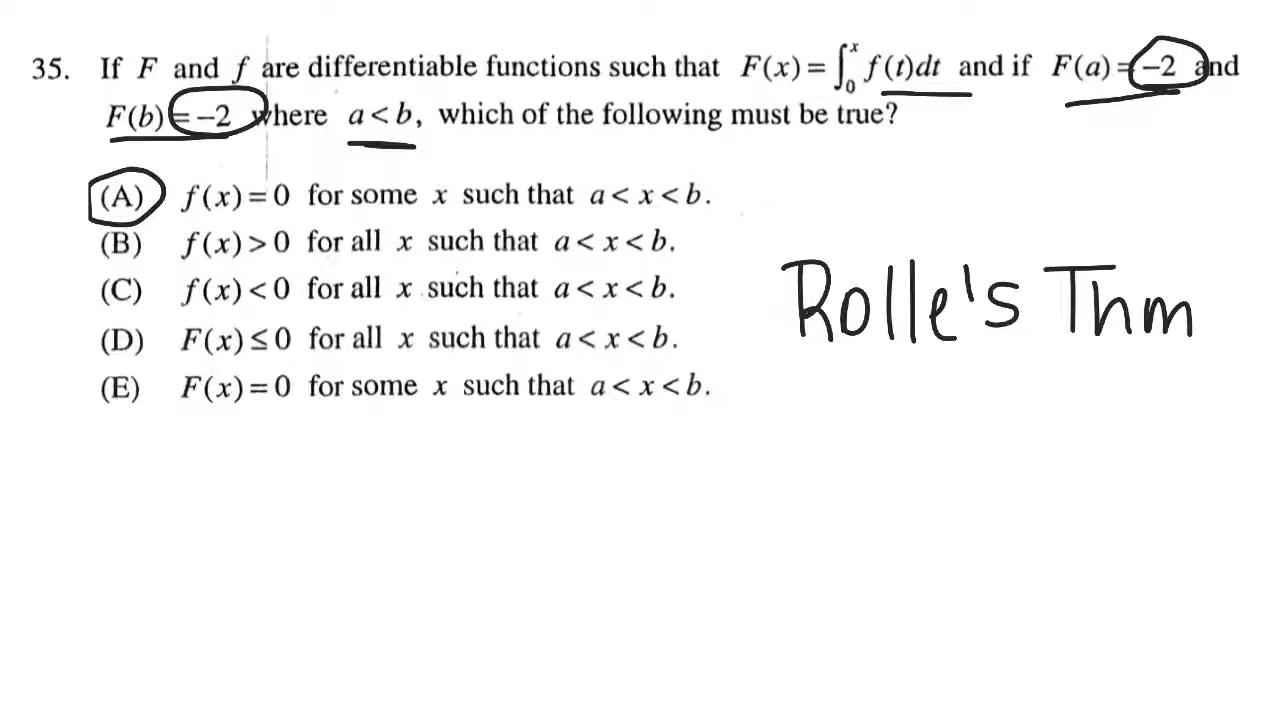 35. If F and f are differentiable functions such that F(x) = ∫₀ˣ f(t)dt and if F(a) = −2 and
F(b) = −2 where a < b, which of the following must be true?
(A) f(x) = 0 for some x such that a < x < b.
(B) f(x) > 0 for all x such that a < x < b.
(C) f(x) < 0 for all x such that a < x < b.
(D) F(x) ≤ 0 for all x such that a < x < b.
(E) F(x) = 0 for some x such that a < x < b.
Rolle's Thm